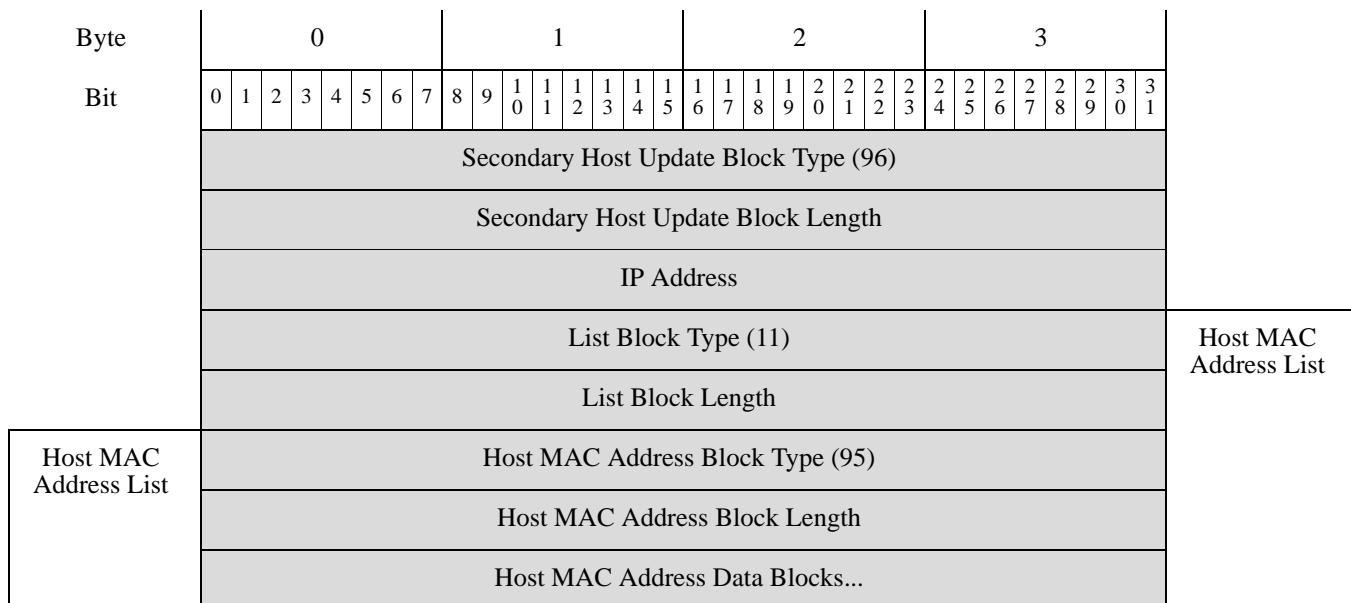 Byte 0 1 2 3
Bit 0 1 2 3 4 5 6 7 8 9 10 11 12 13 14 15 16 17 18 19 20 21 22 23 24 25 26 27 28 29 30 31
Secondary Host Update Block Type (96)
Secondary Host Update Block Length
IP Address
List Block Type (11)
Host MAC
Address List
List Block Length
Host MAC
Address List
Host MAC Address Block Type (95)
Host MAC Address Block Length
Host MAC Address Data Blocks...